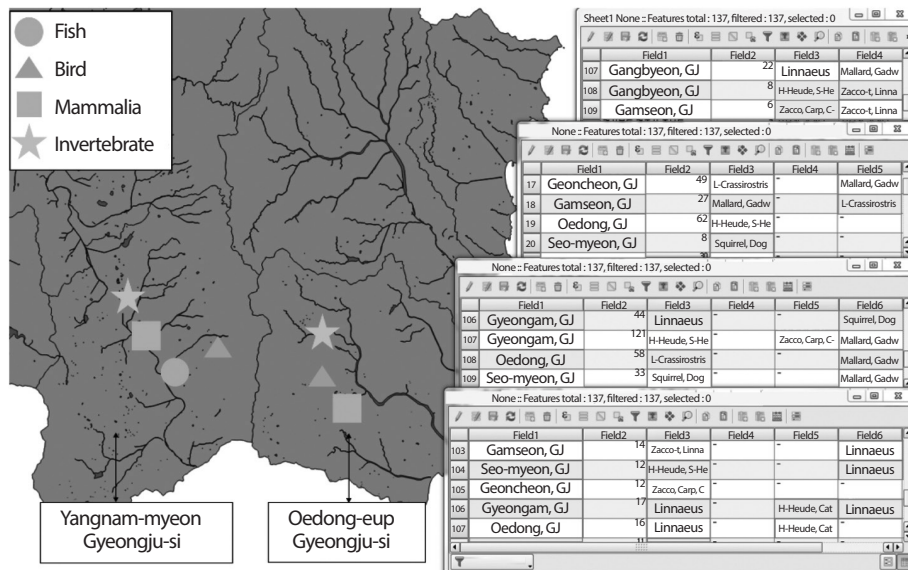 Fish
Bird
Mammalia
Invertebrate
Yangnam-myeon
Gyeongju-si
Oedong-eup
Gyeongju-si
Sheet1 None :: Features total : 137, filtered : 137, selected : 0
Field1 Field2 Field3 Field4
107 Gangbyeon, GJ 22 Linnaeus Mallard, Gadw
108 Gangbyeon, GJ 8 H-Heude, S-He Zacco-t, Linna
109 Gamseon, GJ 6 Zacco, Carp, C- Zacco-t, Linna
None :: Features total : 137, filtered : 137, selected : 0
Field1 Field2 Field3 Field4 Field5
17 Geoncheon, GJ 49 L-Crassirostris - Mallard, Gadw
18 Gamseon, GJ 27 Mallard, Gadw - L-Crassirostris
19 Oedong, GJ 62 H-Heude, S-He - -
20 Seo-myeon, GJ 8 Squirrel, Dog - -
None :: Features total : 137, filtered : 137, selected : 0
Field1 Field2 Field3 Field4 Field5 Field6
106 Gyeongam, GJ 44 Linnaeus - - Squirrel, Dog
107 Gyeongam, GJ 121 H-Heude, S-He - Zacco, Carp, C- Mallard, Gadw
108 Oedong, GJ 58 L-Crassirostris - - Mallard, Gadw
109 Seo-myeon, GJ 33 Squirrel, Dog - - Mallard, Gadw
None :: Features total : 137, filtered : 137, selected : 0
Field1 Field2 Field3 Field4 Field5 Field6
103 Gamseon, GJ 14 Zacco-t, Linna - - Linnaeus
104 Seo-myeon, GJ 12 H-Heude, S-He - - Linnaeus
105 Geoncheon, GJ 12 Zacco, Carp, C - - -
106 Gyeongam, GJ 17 Linnaeus - H-Heude, Cat Linnaeus
107 Oedong, GJ 16 Linnaeus - H-Heude, Cat -